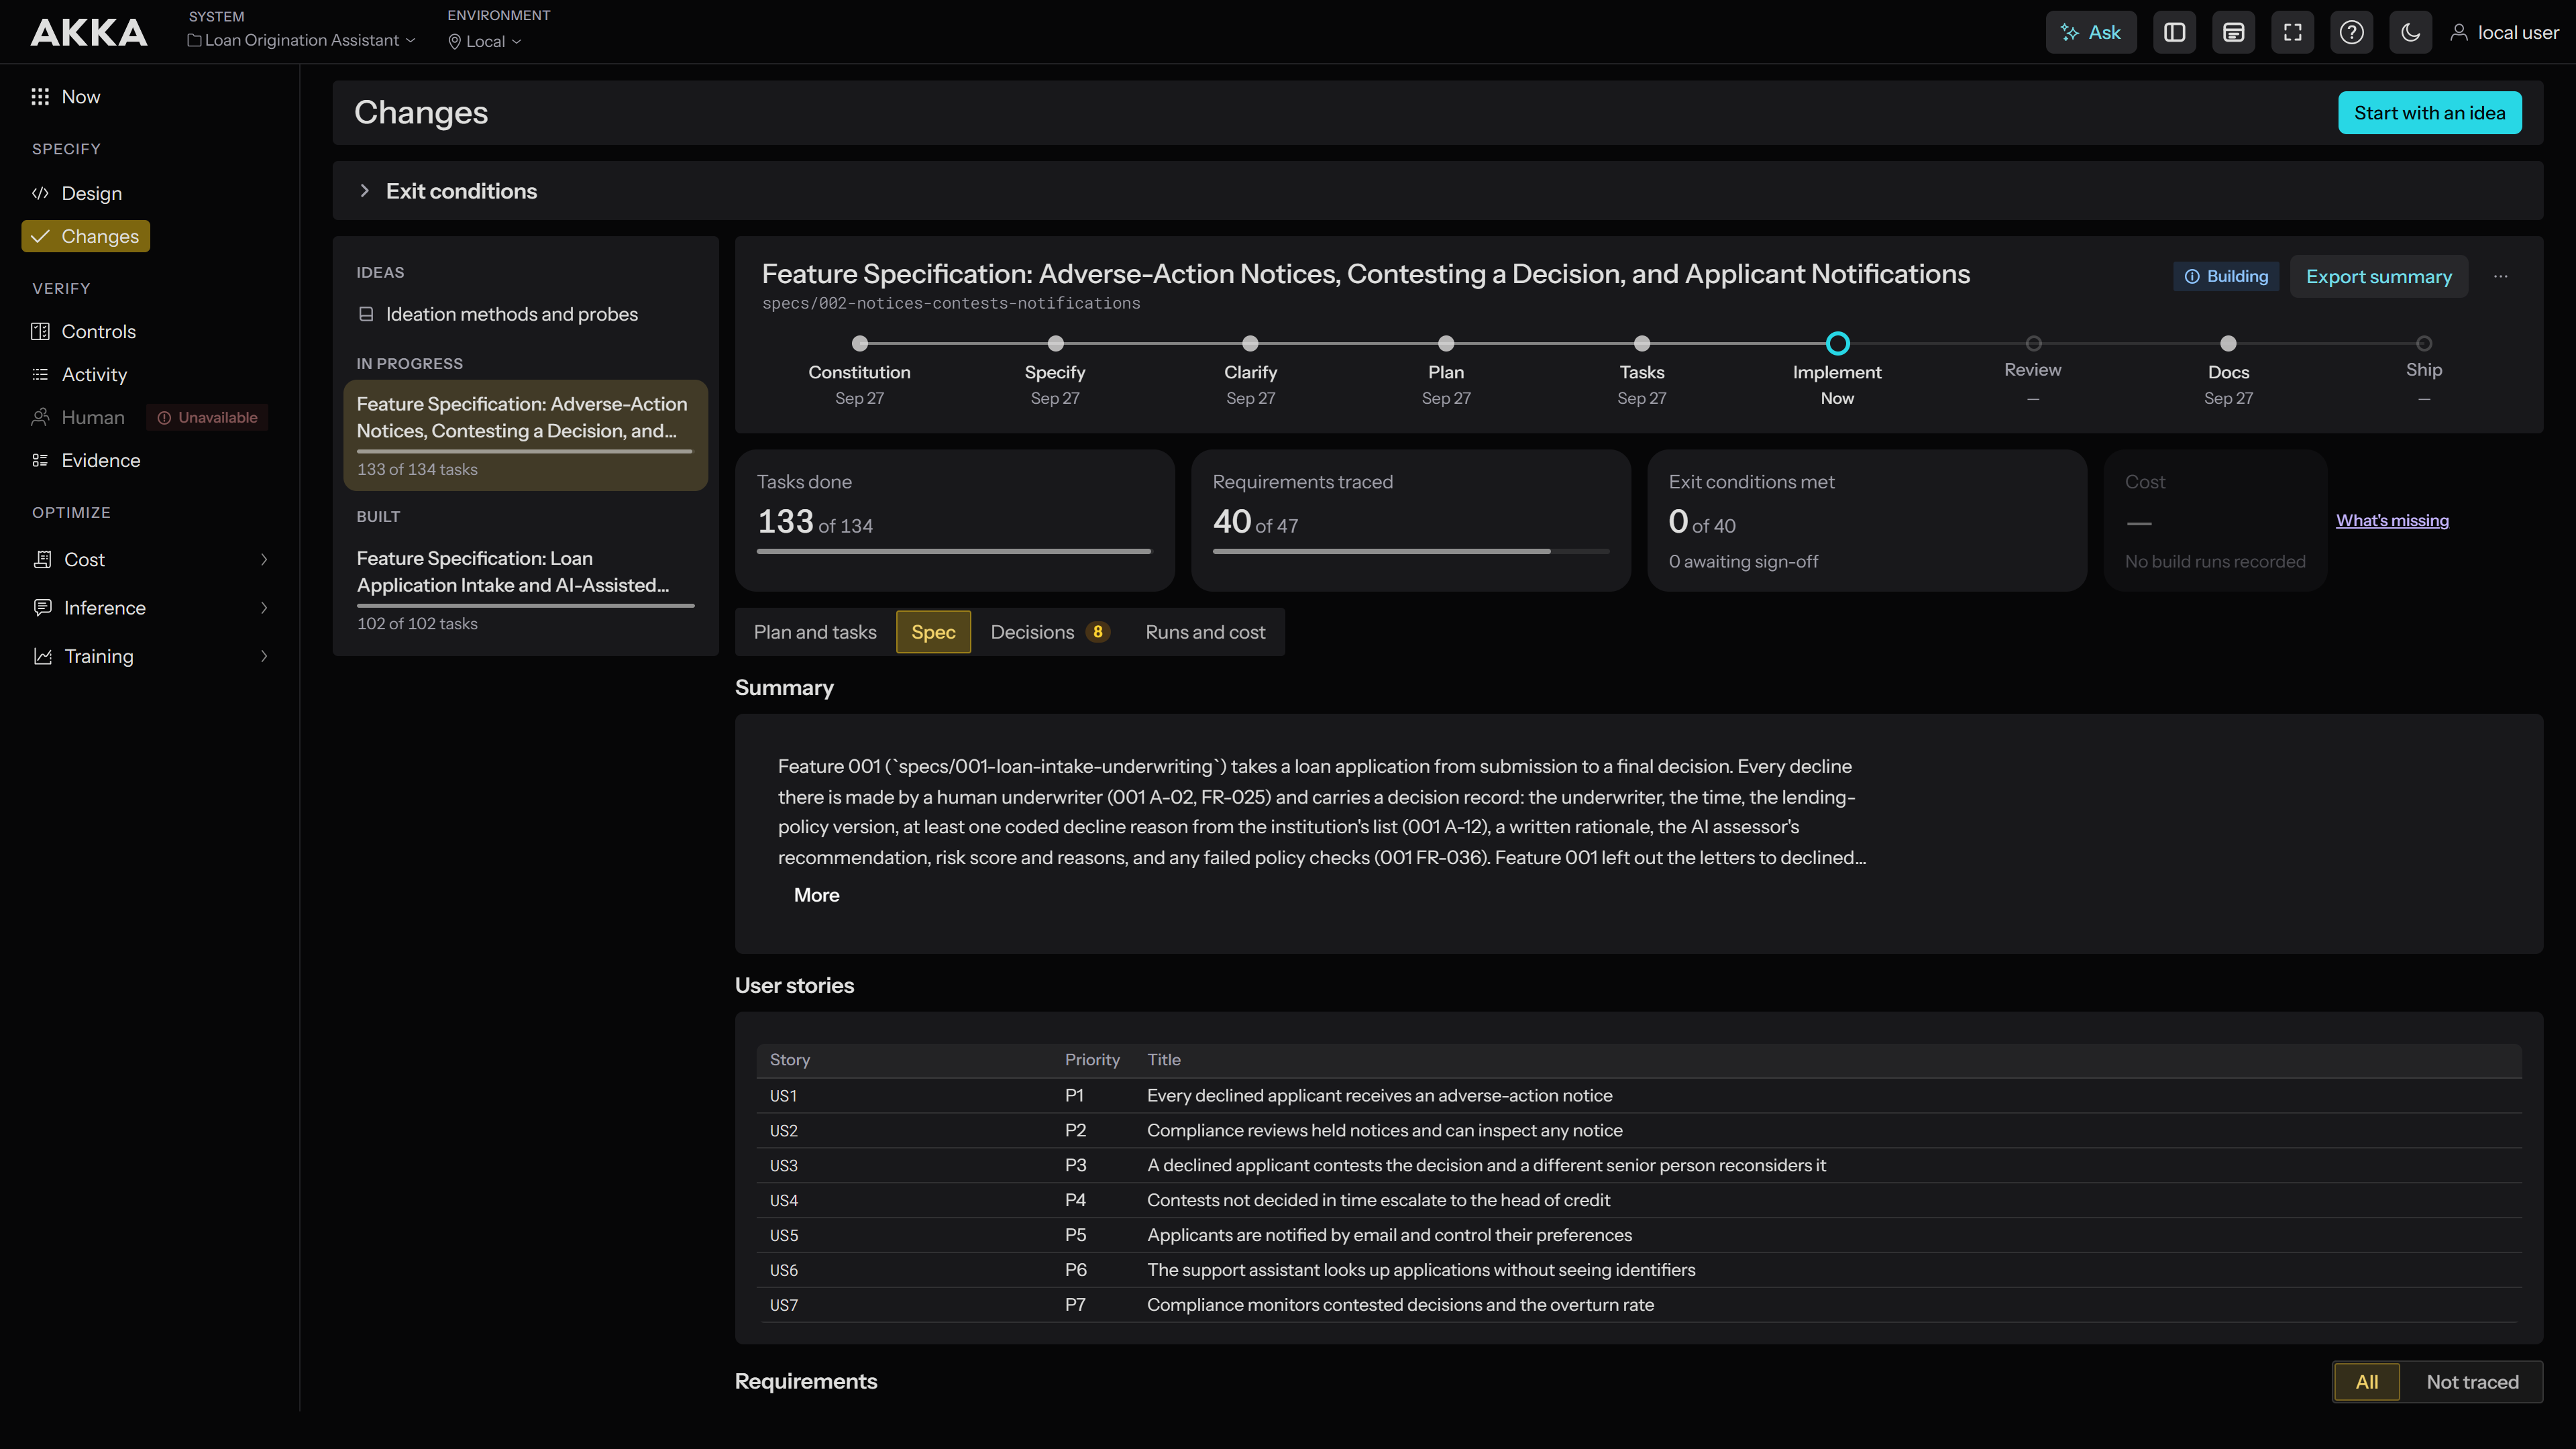 AKKA
SYSTEM
Loan Origination Assistant
ENVIRONMENT
Local
Ask
local user
Now
SPECIFY
Design
Changes
VERIFY
Controls
Activity
Human
Unavailable
Evidence
OPTIMIZE
Cost
Inference
Training
Changes
Start with an idea
Exit conditions
IDEAS
Ideation methods and probes
IN PROGRESS
Feature Specification: Adverse-Action
Notices, Contesting a Decision, and...
133 of 134 tasks
BUILT
Feature Specification: Loan
Application Intake and AI-Assisted...
102 of 102 tasks
Feature Specification: Adverse-Action Notices, Contesting a Decision, and Applicant Notifications
specs/002-notices-contests-notifications
Building
Export summary
...
Constitution
Sep 27
Specify
Sep 27
Clarify
Sep 27
Plan
Sep 27
Tasks
Sep 27
Implement
Now
Review
—
Docs
Sep 27
Ship
—
Tasks done
133 of 134
Requirements traced
40 of 47
Exit conditions met
0 of 40
0 awaiting sign-off
Cost
—
No build runs recorded
What's missing
Plan and tasks
Spec
Decisions 8
Runs and cost
Summary
Feature 001 (`specs/001-loan-intake-underwriting`) takes a loan application from submission to a final decision. Every decline
there is made by a human underwriter (001 A-02, FR-025) and carries a decision record: the underwriter, the time, the lending-
policy version, at least one coded decline reason from the institution's list (001 A-12), a written rationale, the AI assessor's
recommendation, risk score and reasons, and any failed policy checks (001 FR-036). Feature 001 left out the letters to declined...
More
User stories
Story Priority Title
US1 P1 Every declined applicant receives an adverse-action notice
US2 P2 Compliance reviews held notices and can inspect any notice
US3 P3 A declined applicant contests the decision and a different senior person reconsiders it
US4 P4 Contests not decided in time escalate to the head of credit
US5 P5 Applicants are notified by email and control their preferences
US6 P6 The support assistant looks up applications without seeing identifiers
US7 P7 Compliance monitors contested decisions and the overturn rate
Requirements
All
Not traced